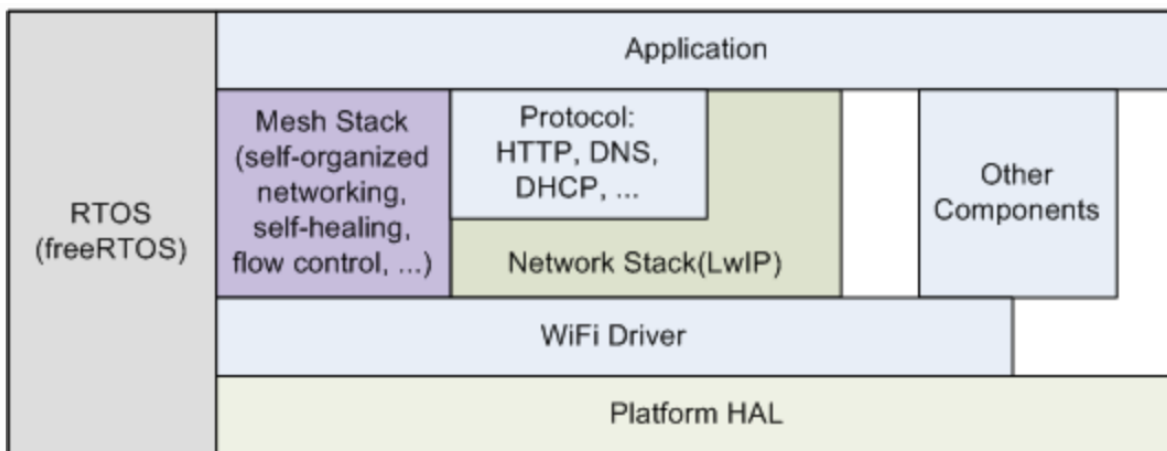 Application
RTOS
(freeRTOS)
Mesh Stack
(self-organized
networking,
self-healing,
flow control, ...)
Protocol:
HTTP, DNS,
DHCP, ...
Network Stack(LwIP)
Other
Components
WiFi Driver
Platform HAL